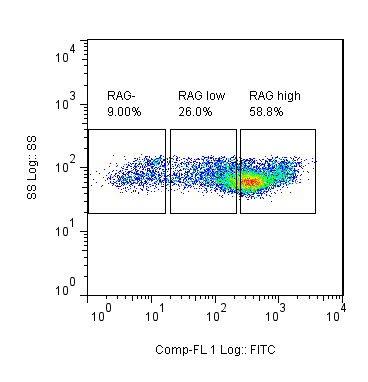 10^4
RAG- RAG low RAG high
9.00% 26.0% 58.8%
10^3
10^2
10^1
10^0
SS Log:: SS
10^0 10^1 10^2 10^3 10^4
Comp-FL 1 Log:: FITC